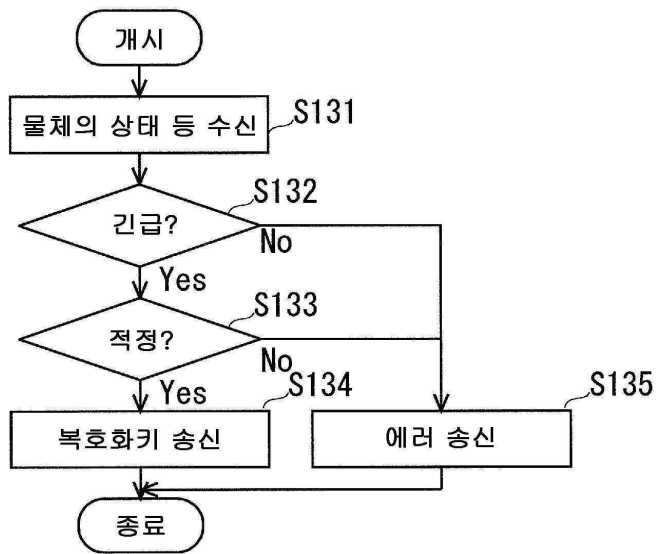 개시
물체의 상태 등 수신
S131
긴급?
S132
No
Yes
적정?
S133
No
Yes
복호화키 송신
S134
에러 송신
S135
종료